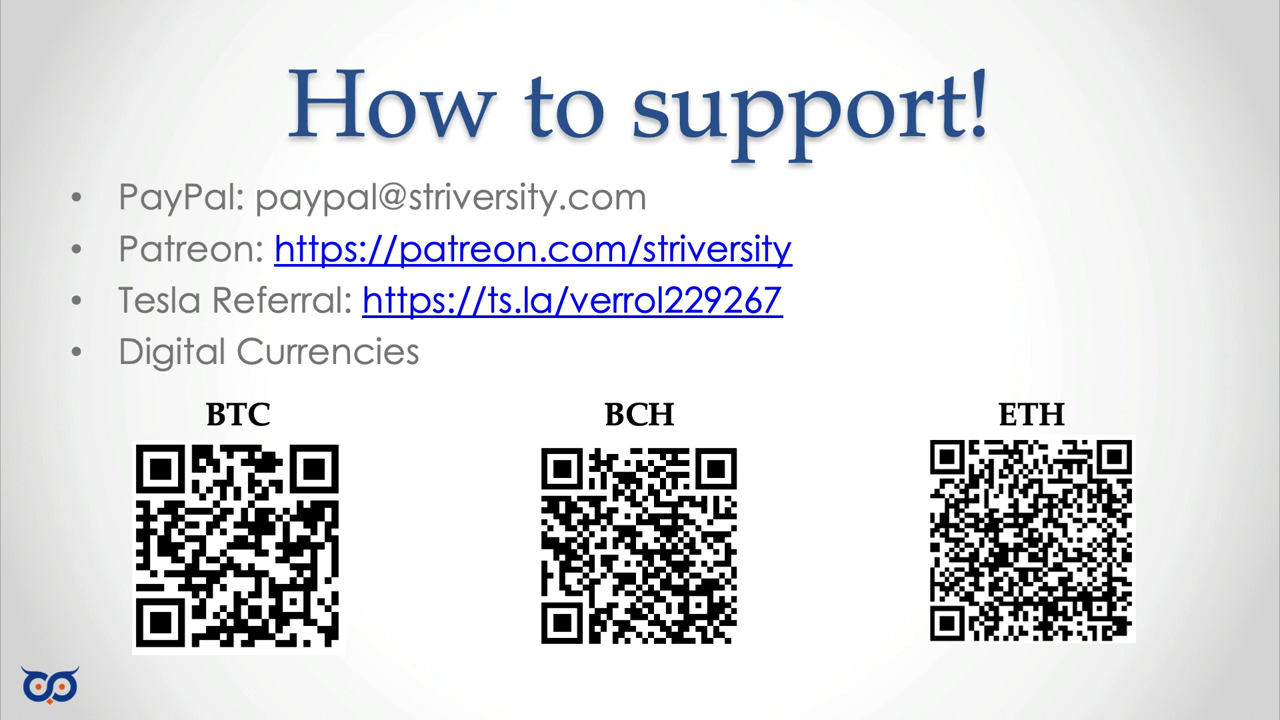 How to support!
• PayPal: paypal@striversity.com
• Patreon: https://patreon.com/striversity
• Tesla Referral: https://ts.la/verrol229267
• Digital Currencies
BTC BCH ETH